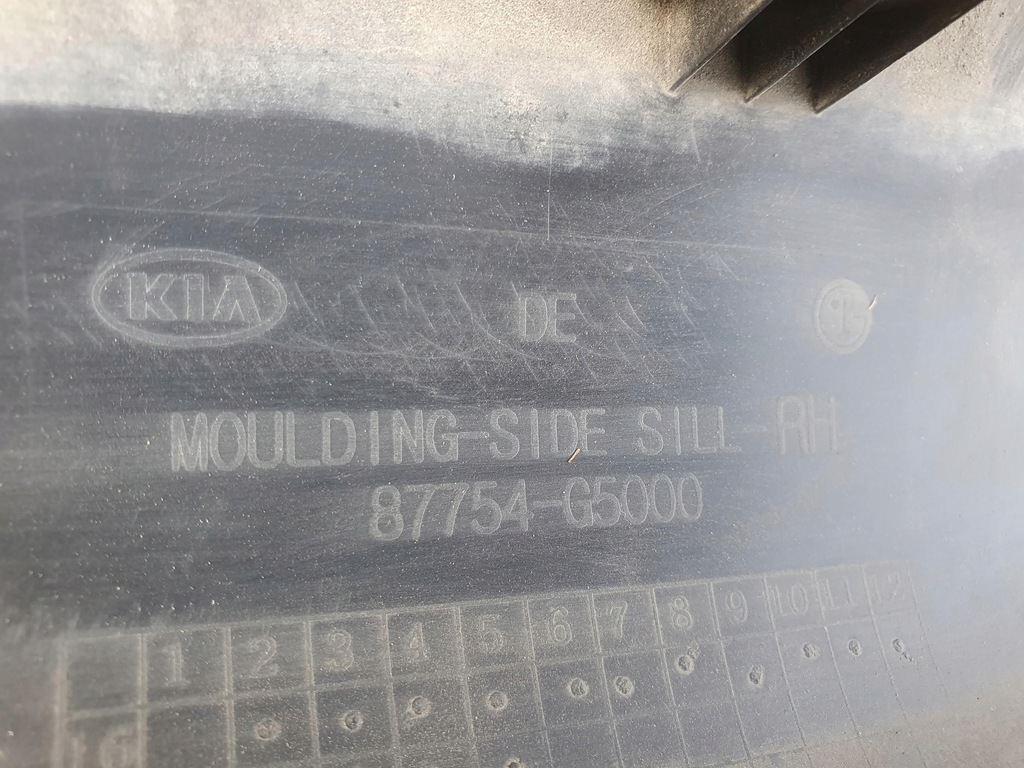 KIA DE
MOULDING-SIDE SILL-RH
87754-G5000
1 2 3 4 5 6 7 8 9 10 11 12
16